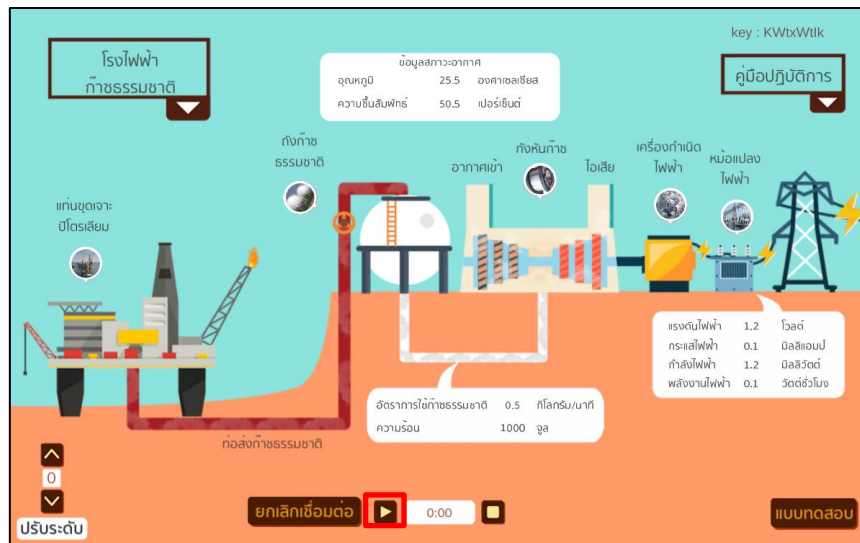 key : KWtxWtlk
โรงไฟฟ้า
ก๊าซธรรมชาติ
ข้อมูลสภาวะอากาศ
อุณหภูมิ 25.5 องศาเซลเซียส
ความชื้นสัมพัทธ์ 50.5 เปอร์เซ็นต์
คู่มือปฏิบัติการ
ถังก๊าซ
ธรรมชาติ
อากาศเข้า
กังหันก๊าซ
ไอเสีย
เครื่องกำเนิด
ไฟฟ้า
หม้อแปลง
ไฟฟ้า
แท่นขุดเจาะ
ปิโตรเลียม
แรงดันไฟฟ้า 1.2 โวลต์
กระแสไฟฟ้า 0.1 มิลลิแอมป์
กำลังไฟฟ้า 1.2 มิลลิวัตต์
พลังงานไฟฟ้า 0.1 วัตต์ชั่วโมง
อัตราการใช้ก๊าซธรรมชาติ 0.5 กิโลกรัม/นาที
ความร้อน 1000 จูล
ท่อส่งก๊าซธรรมชาติ
0
ปรับระดับ
ยกเลิกเชื่อมต่อ
0:00
แบบทดสอบ